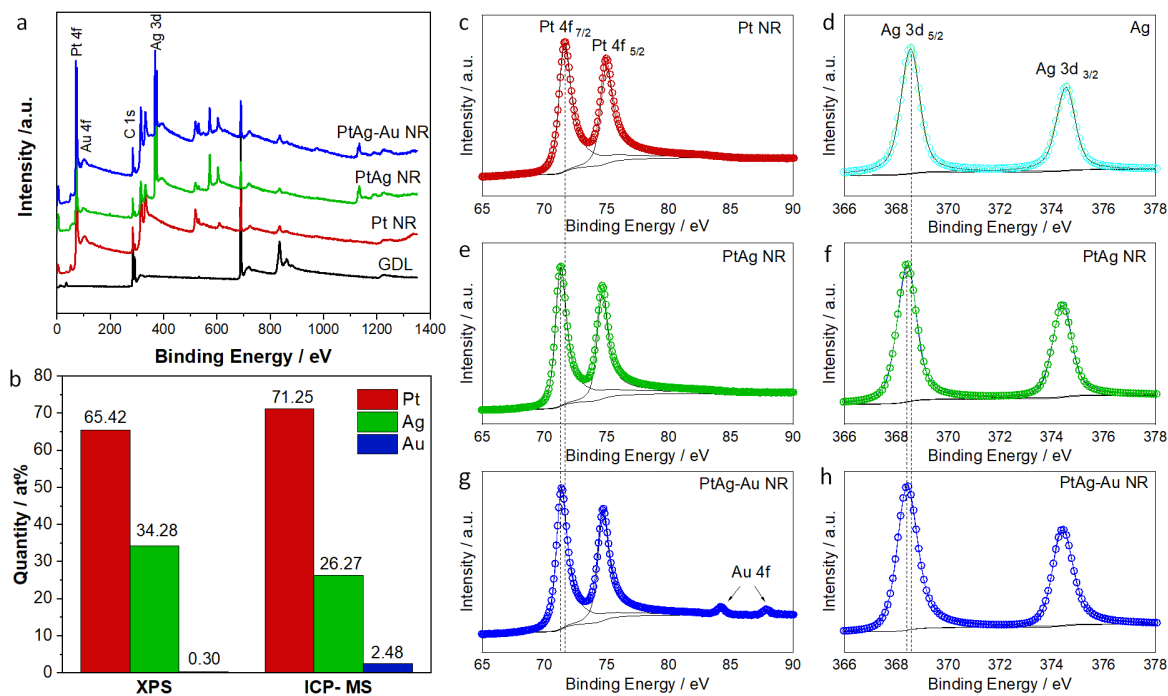 a
Intensity /a.u.
Pt 4f
Au 4f
C 1s
Ag 3d
PtAg-Au NR
PtAg NR
Pt NR
GDL
0 200 400 600 800 1000 1200 1400
Binding Energy / eV
b
Quantity / at%
80
70
60
50
40
30
20
10
0
65.42
34.28
0.30
71.25
26.27
2.48
Pt
Ag
Au
XPS ICP- MS
c
Pt 4f 7/2
Pt 4f 5/2
Pt NR
Intensity / a.u.
65 70 75 80 85 90
Binding Energy / eV
d
Ag 3d 5/2
Ag 3d 3/2
Ag
Intensity / a.u.
366 368 370 372 374 376 378
Binding Energy / eV
e
PtAg NR
Intensity / a.u.
65 70 75 80 85 90
Binding Energy / eV
f
PtAg NR
Intensity / a.u.
366 368 370 372 374 376 378
Binding Energy / eV
g
PtAg-Au NR
Au 4f
Intensity / a.u.
65 70 75 80 85 90
Binding Energy / eV
h
PtAg-Au NR
Intensity / a.u.
366 368 370 372 374 376 378
Binding Energy / eV